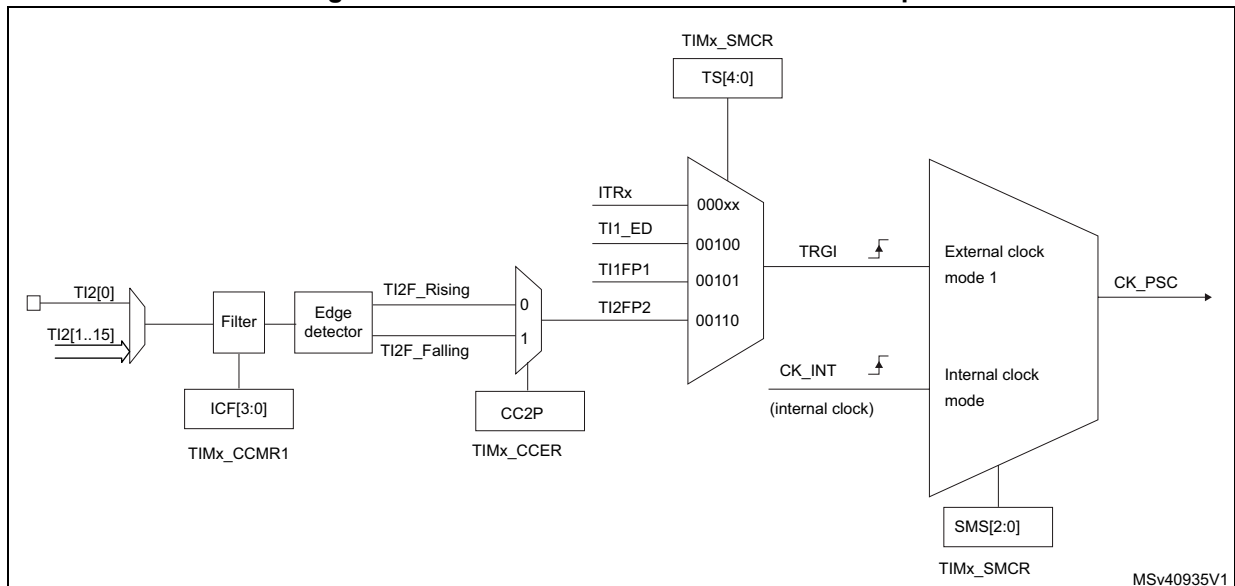 TIMx_SMCR
TS[4:0]
ITRx
000xx
TI1_ED
00100
TI1FP1
00101
TI2FP2
00110
TRGI
External clock
mode 1
CK_PSC
CK_INT
(internal clock)
Internal clock
mode
SMS[2:0]
TIMx_SMCR
TI2[0]
TI2[1..15]
Filter
ICF[3:0]
TIMx_CCMR1
Edge
detector
TI2F_Rising
TI2F_Falling
0
1
CC2P
TIMx_CCER
MSv40935V1